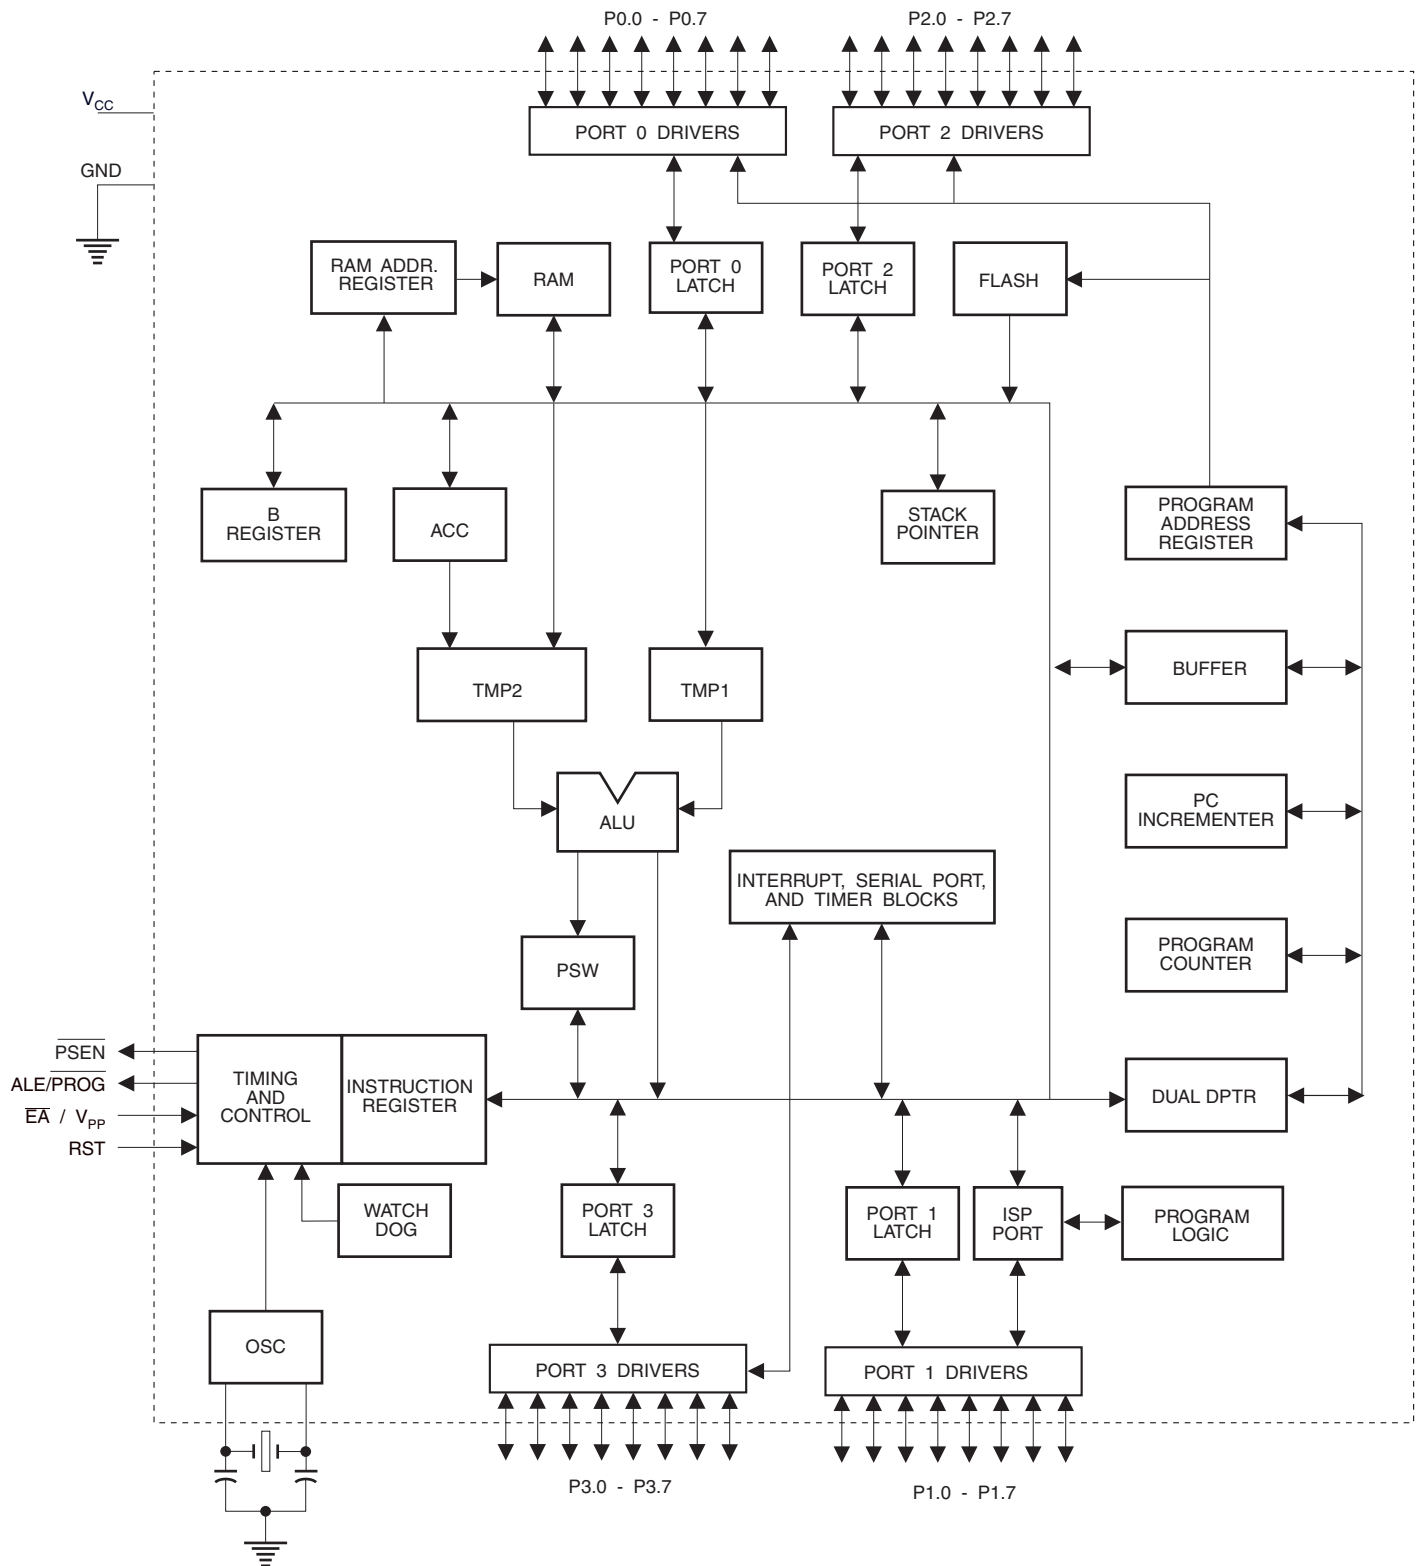 P0.0 - P0.7
P2.0 - P2.7
VCC
PORT 0 DRIVERS
PORT 2 DRIVERS
GND
RAM ADDR.
REGISTER
RAM
PORT 0
LATCH
PORT 2
LATCH
FLASH
B
REGISTER
ACC
STACK
POINTER
PROGRAM
ADDRESS
REGISTER
TMP2
TMP1
BUFFER
ALU
PC
INCREMENTER
INTERRUPT, SERIAL PORT,
AND TIMER BLOCKS
PSW
PROGRAM
COUNTER
PSEN
ALE/PROG
EA / VPP
RST
TIMING
AND
CONTROL
INSTRUCTION
REGISTER
DUAL DPTR
WATCH
DOG
PORT 3
LATCH
PORT 1
LATCH
ISP
PORT
PROGRAM
LOGIC
OSC
PORT 3 DRIVERS
PORT 1 DRIVERS
P3.0 - P3.7
P1.0 - P1.7